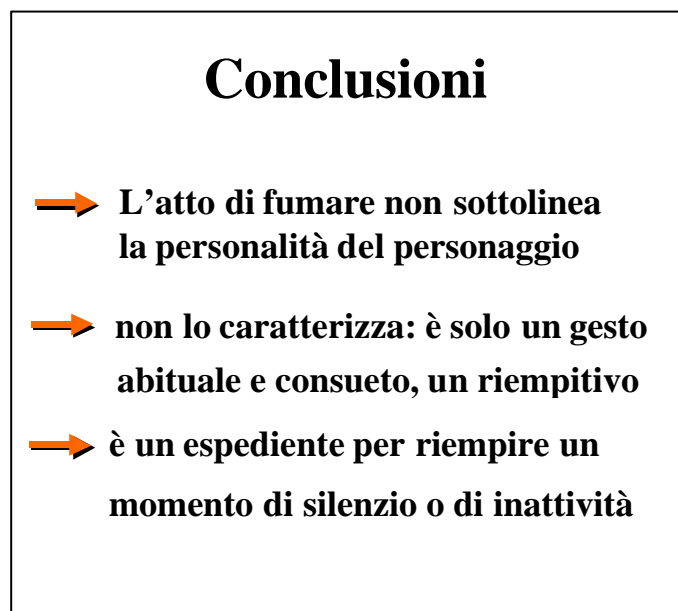 Conclusioni
L’atto di fumare non sottolinea
la personalità del personaggio
non lo caratterizza: è solo un gesto
abituale e consueto, un riempitivo
è un espediente per riempire un
momento di silenzio o di inattività